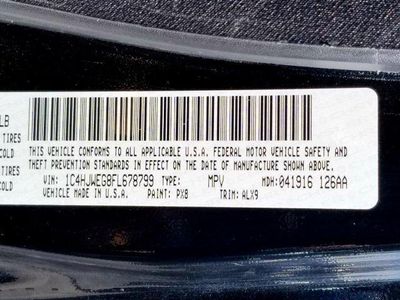 LB
TIRES
COLD
TIRES
COLD
THIS VEHICLE CONFORMS TO ALL APPLICABLE U.S.A. FEDERAL MOTOR VEHICLE SAFETY AND
THEFT PREVENTION STANDARDS IN EFFECT ON THE DATE OF MANUFACTURE SHOWN ABOVE.
VIN: 1C4HJWEG8FL678799 TYPE: MPV MDH: 041916 126AA
VEHICLE MADE IN U.S.A. PAINT: PX8 TRIM: ALX9